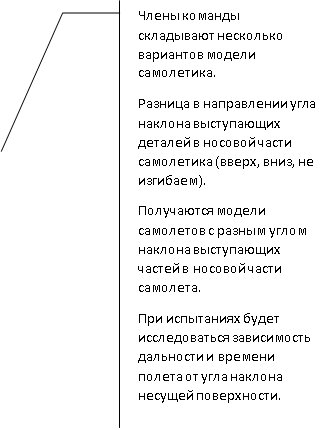 Члены команды
складывают несколько
вариантов модели
самолетика.
Разница в направлении угла
наклона выступающих
деталей в носовой части
самолетика (вверх, вниз, не
изгибаем).
Получаются модели
самолетов с разным углом
наклона выступающих
частей в носовой части
самолета.
При испытаниях будет
исследоваться зависимость
дальности и времени
полета от угла наклона
несущей поверхности.